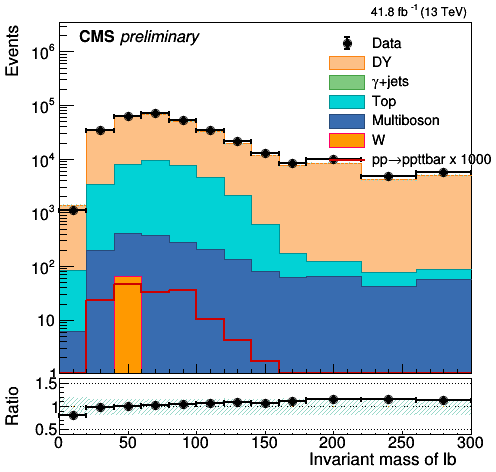 41.8 fb⁻¹ (13 TeV)
CMS preliminary
Events
10⁶
10⁵
10⁴
10³
10²
10
1
Data
DY
γ+jets
Top
Multiboson
W
pp→ppttbar x 1000
Ratio
1.5
1
0.5
0 50 100 150 200 250 300
Invariant mass of lb